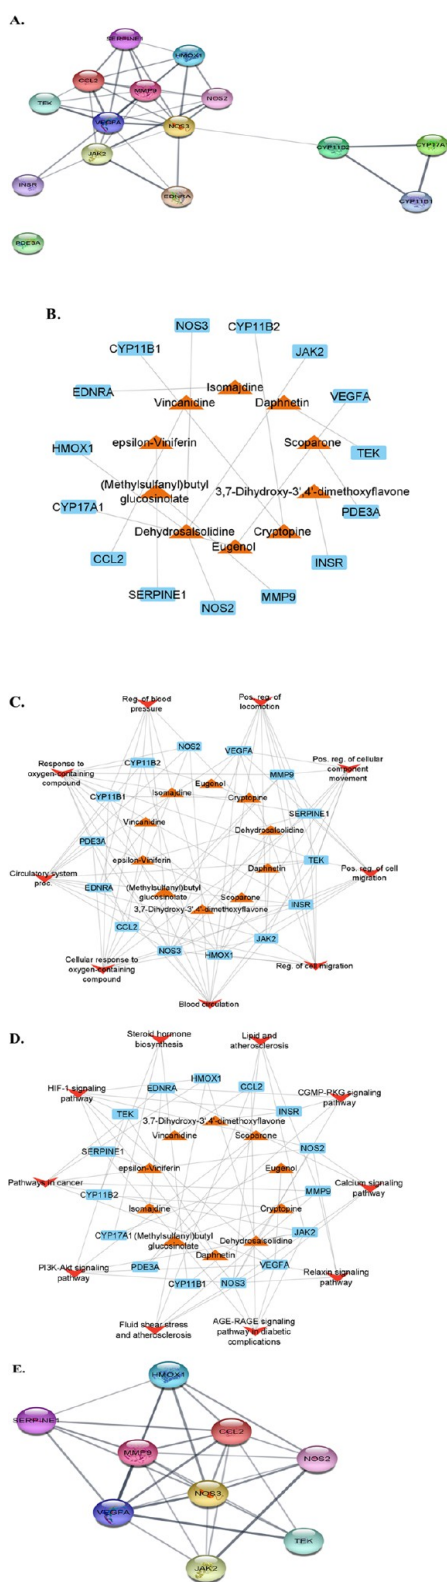 A.
SERPINE1
HMOX1
CCL2
MMP9
TEK
NOS2
VEGFA
NOS3
JAK2
CYP11B2
CYP17A1
INSR
EDNRA
CYP11B1
PDE3A
B.
NOS3
CYP11B2
CYP11B1
JAK2
EDNRA
Isomajdine
VEGFA
Vincanidine
Daphnetin
HMOX1
epsilon-Viniferin
Scoparone
TEK
(Methylsulfanyl)butyl
glucosinolate
3,7-Dihydroxy-3',4'-dimethoxyflavone
CYP17A1
PDE3A
Dehydrosalsolidine
Cryptopine
Eugenol
CCL2
INSR
SERPINE1
MMP9
NOS2
C.
Reg. of blood
pressure
Pos. reg. of
locomotion
NOS2
VEGFA
Response to
oxygen-containing
compound
CYP11B2
Pos. reg. of cellular
component
movement
MMP9
Eugenol
Isomajdine
Cryptopine
CYP11B1
SERPINE1
Vincanidine
Dehydrosalsolidine
PDE3A
epsilon-Viniferin
TEK
Daphnetin
Circulatory system
proc.
Pos. reg. of cell
migration
EDNRA
(Methylsulfanyl)butyl
glucosinolate
Scoparone
INSR
3,7-Dihydroxy-3',4'-dimethoxyflavone
CCL2
JAK2
NOS3
HMOX1
Cellular response to
oxygen-containing
compound
Reg. of cell migration
Blood circulation
D.
Steroid hormone
biosynthesis
Lipid and
atherosclerosis
HMOX1
EDNRA
CCL2
HIF-1 signaling
pathway
CGMP-RKG signaling
pathway
TEK
INSR
3,7-Dihydroxy-3',4'-dimethoxyflavone
Vincanidine
Scoparone
SERPINE1
NOS2
epsilon-Viniferin
Eugenol
Pathways in cancer
Calcium signaling
pathway
CYP11B2
MMP9
Isomajdine
Cryptopine
CYP17A1
(Methylsulfanyl)butyl
glucosinolate
Dehydrosalsolidine
JAK2
Daphnetin
PI3K-Akt signaling
pathway
PDE3A
VEGFA
Relaxin signaling
pathway
CYP11B1
NOS3
Fluid shear stress
and atherosclerosis
AGE-RAGE signaling
pathway in diabetic
complications
E.
HMOX1
SERPINE1
CCL2
MMP9
NOS2
NOS3
VEGFA
TEK
JAK2